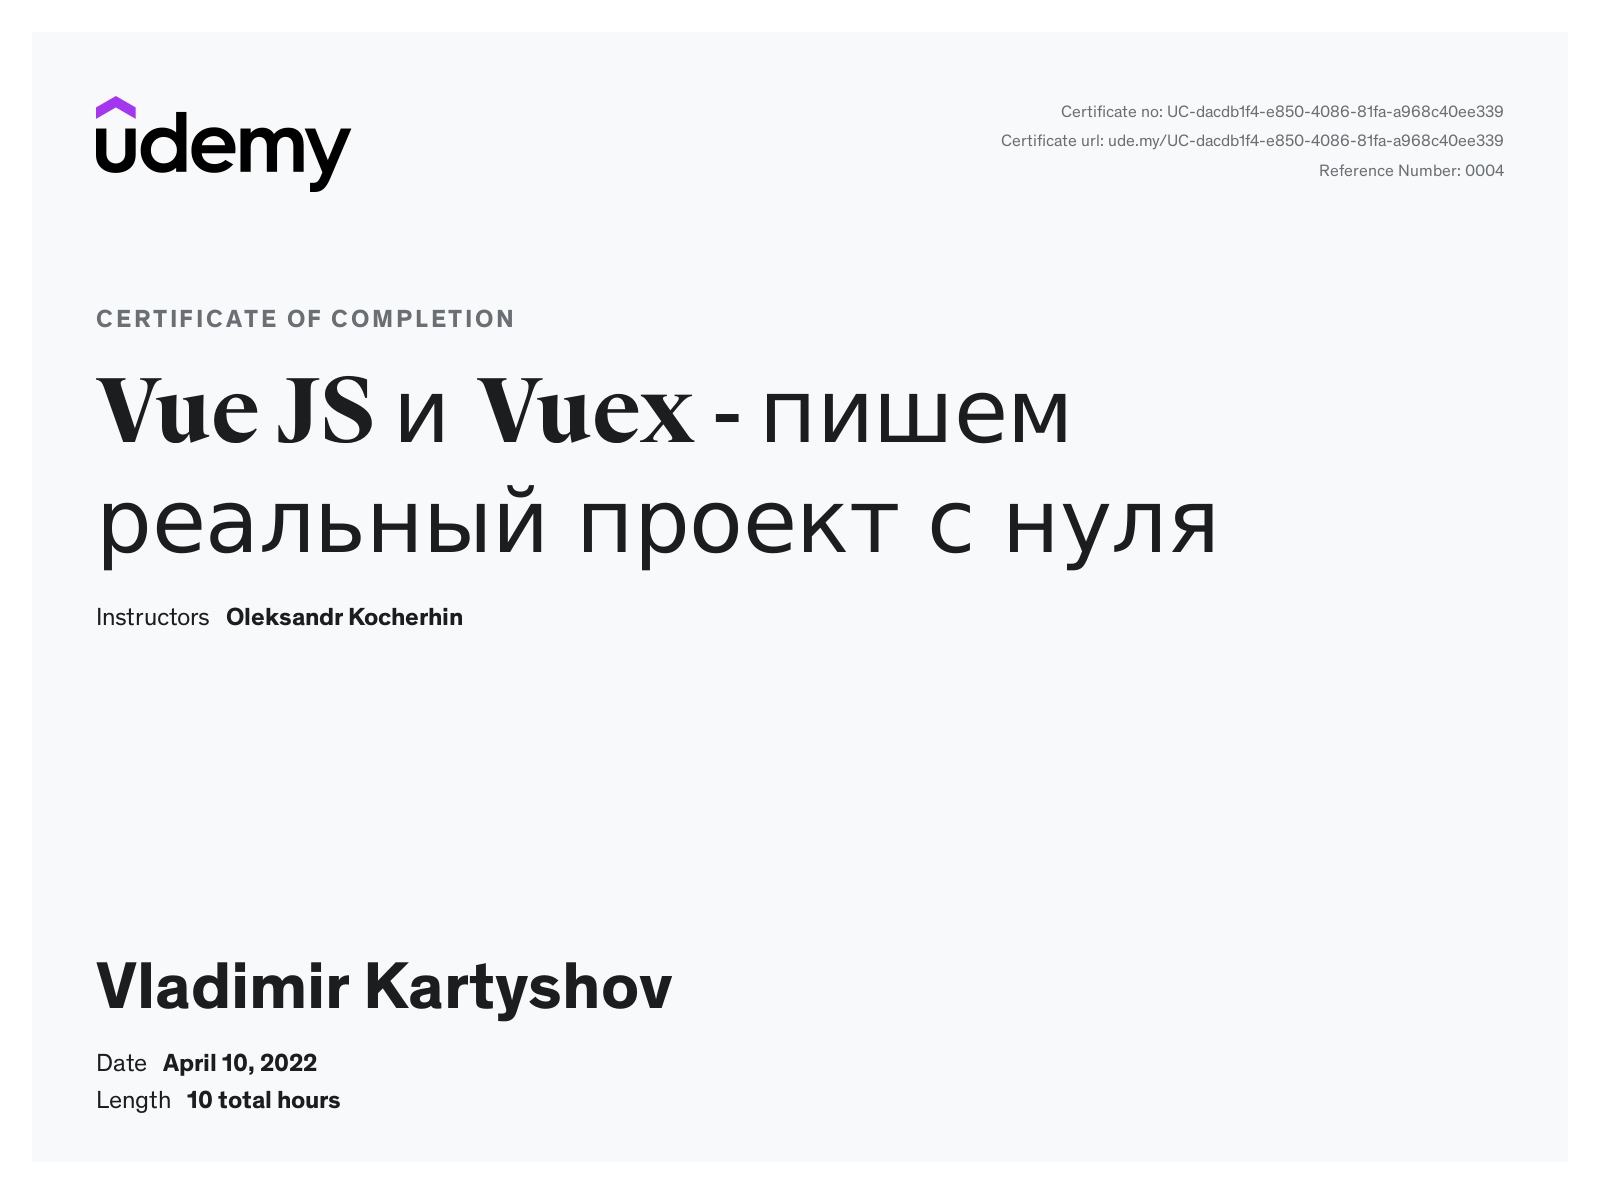 udemy
Certificate no: UC-dacdb1f4-e850-4086-81fa-a968c40ee339
Certificate url: ude.my/UC-dacdb1f4-e850-4086-81fa-a968c40ee339
Reference Number: 0004
CERTIFICATE OF COMPLETION
Vue JS и Vuex - пишем
реальный проект с нуля
Instructors Oleksandr Kocherhin
Vladimir Kartyshov
Date April 10, 2022
Length 10 total hours